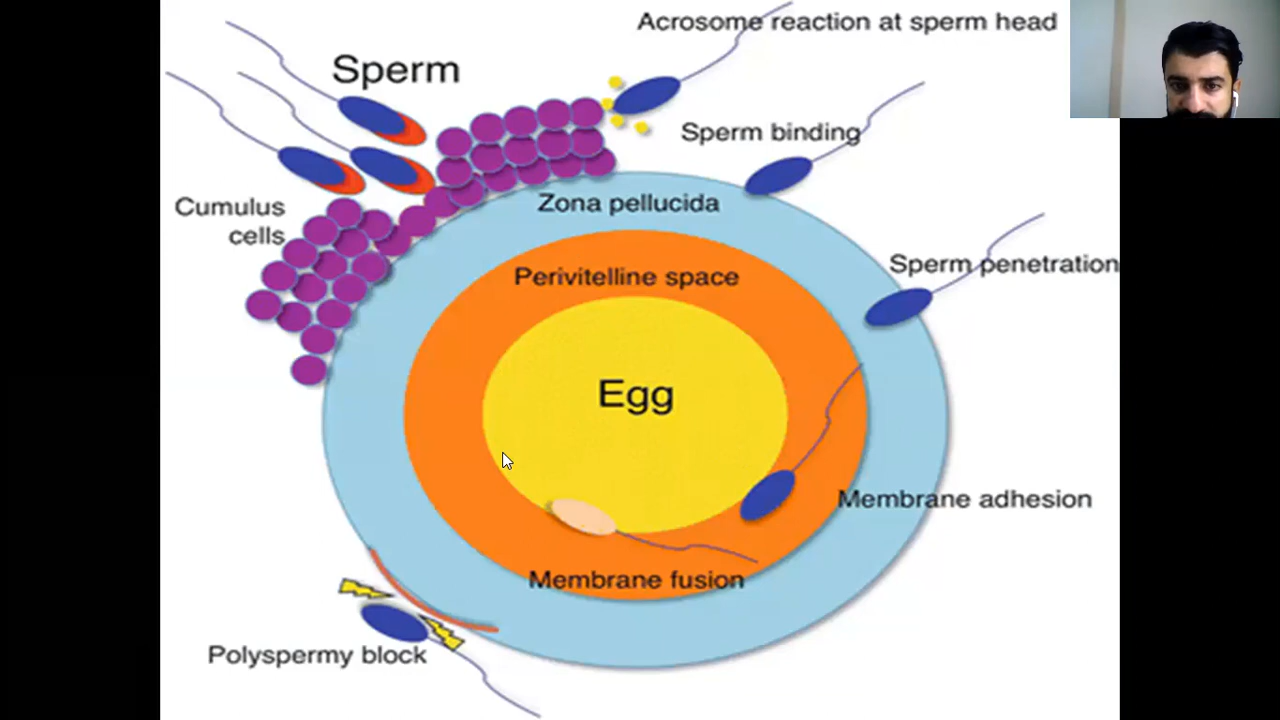 Acrosome reaction at sperm head
Sperm
Sperm binding
Cumulus
cells
Zona pellucida
Sperm penetration
Perivitelline space
Egg
Membrane adhesion
Membrane fusion
Polyspermy block